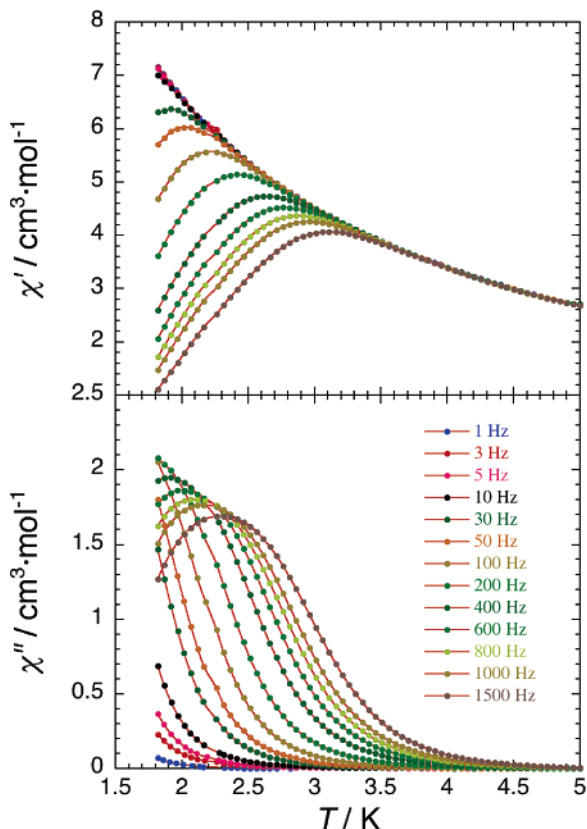 8
7
6
5
4
3
2
2.5
χ' / cm³·mol⁻¹
2
1.5
1
0.5
0
χ'' / cm³·mol⁻¹
1 Hz
3 Hz
5 Hz
10 Hz
30 Hz
50 Hz
100 Hz
200 Hz
400 Hz
600 Hz
800 Hz
1000 Hz
1500 Hz
1.5 2 2.5 3 3.5 4 4.5 5
T / K